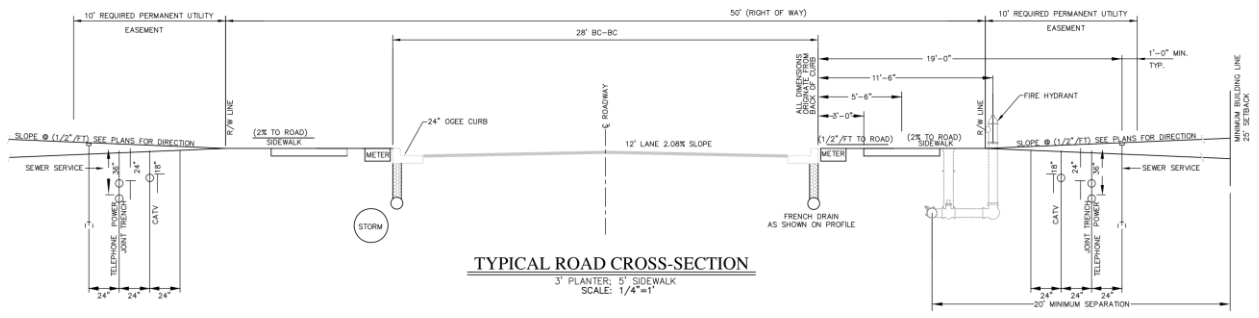 10' REQUIRED PERMANENT UTILITY
EASEMENT
50' (RIGHT OF WAY)
10' REQUIRED PERMANENT UTILITY
EASEMENT
28' BC-BC
19'-0"
1'-0" MIN.
TYP.
11'-6"
5'-6"
3'-0"
ALL DIMENSIONS
ORIGINATE FROM
BACK OF CURB
R/W LINE
R/W LINE
℄ ROADWAY
FIRE HYDRANT
MINIMUM BUILDING LINE
25' SETBACK
24" OGEE CURB
SLOPE @ (1/2"/FT) SEE PLANS FOR DIRECTION
(2% TO ROAD)
SIDEWALK
METER
12' LANE 2.08% SLOPE
(1/2"/FT TO ROAD)
METER
(2% TO ROAD)
SIDEWALK
SLOPE @ (1/2"/FT) SEE PLANS FOR DIRECTION
SEWER SERVICE
36"
24"
18"
TELEPHONE POWER
JOINT TRENCH
CATV
STORM
FRENCH DRAIN
AS SHOWN ON PROFILE
18"
24"
36"
SEWER SERVICE
CATV
JOINT TRENCH
TELEPHONE POWER
24"
24"
24"
24"
24"
24"
20' MINIMUM SEPARATION
TYPICAL ROAD CROSS-SECTION
3' PLANTER; 5' SIDEWALK
SCALE: 1/4"=1'